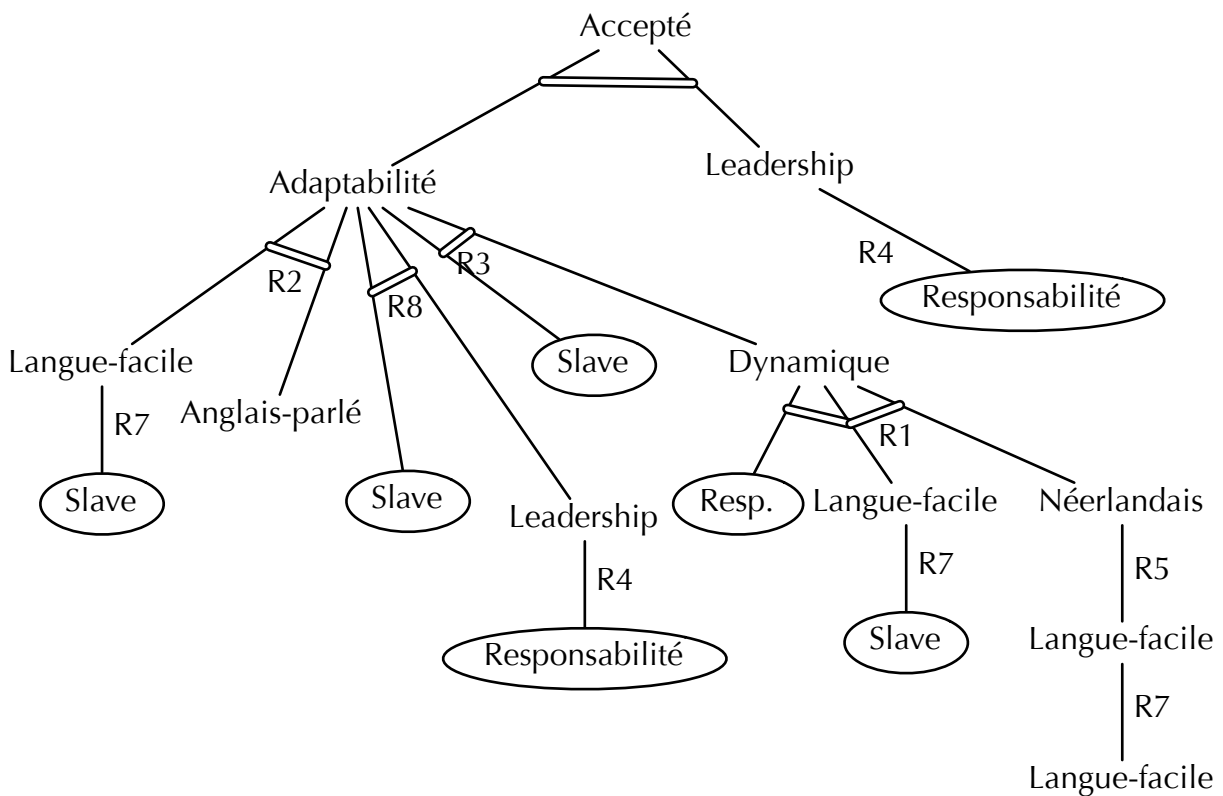 Accepté
Leadership
Adaptabilité
R4
R3
R2
Responsabilité
R8
Slave
Dynamique
Langue-facile
Anglais-parlé
R7
R1
Slave
Slave
Resp.
Langue-facile
Néerlandais
Leadership
R7
R5
R4
Slave
Langue-facile
Responsabilité
R7
Langue-facile